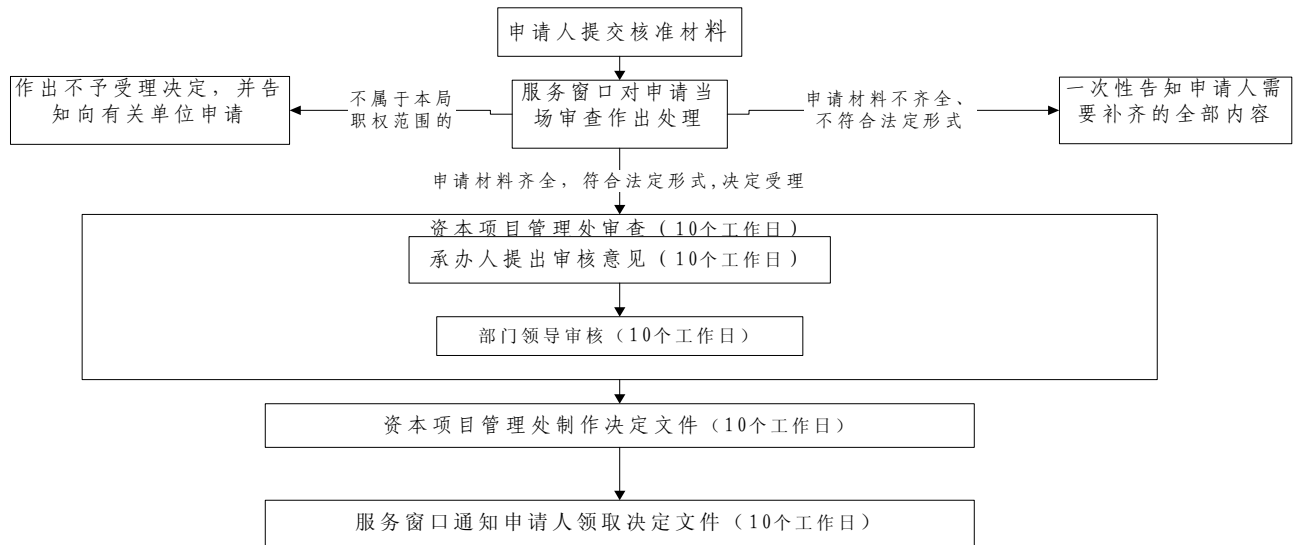 申请人提交核准材料
作出不予受理决定，并告
知向有关单位申请
不属于本局
职权范围的
服务窗口对申请当
场审查作出处理
申请材料不齐全、
不符合法定形式
一次性告知申请人需
要补齐的全部内容
申请材料齐全，符合法定形式,决定受理
资本项目管理处审查（10个工作日）
承办人提出审核意见（10个工作日）
部门领导审核（10个工作日）
资本项目管理处制作决定文件（10个工作日）
服务窗口通知申请人领取决定文件（10个工作日）